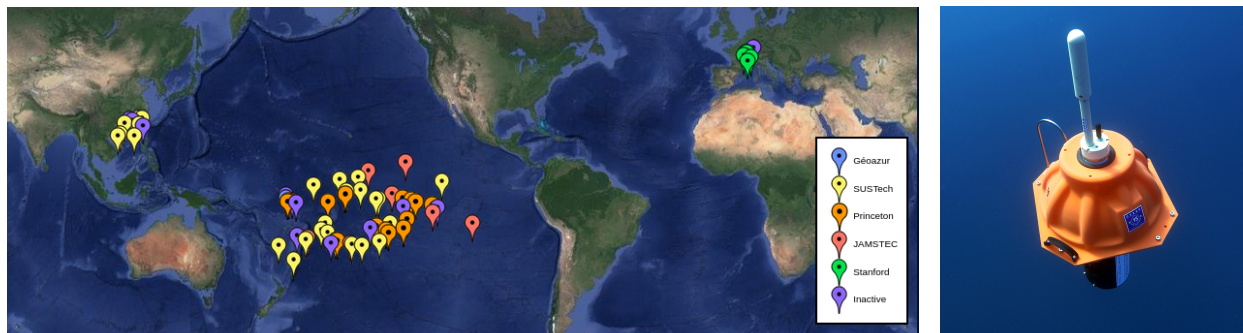 Géoazur
SUSTech
Princeton
JAMSTEC
Stanford
Inactive